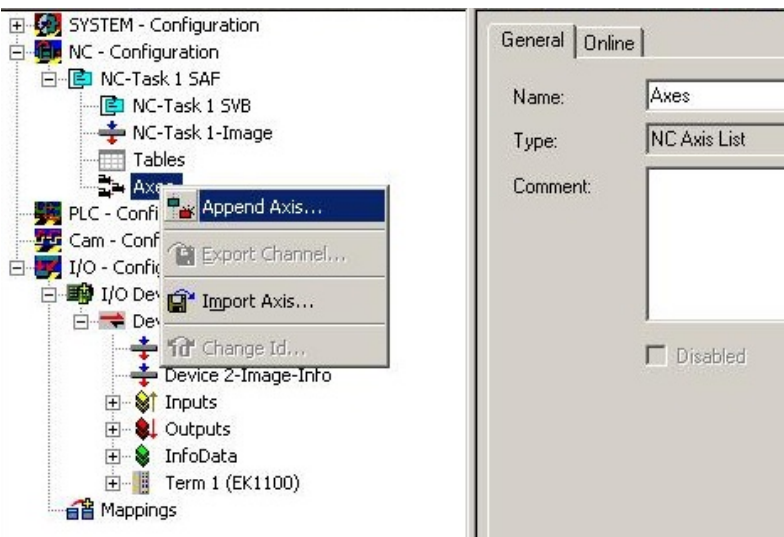 SYSTEM - Configuration
NC - Configuration
NC-Task 1 SAF
NC-Task 1 SVB
NC-Task 1-Image
Tables
Axes
PLC - Confi
Cam - Conf
I/O - Config
I/O Dev
Dev
Device 2-Image-Info
Inputs
Outputs
InfoData
Term 1 (EK1100)
Mappings
Append Axis...
Export Channel...
Import Axis...
Change Id...
General Online
Name: Axes
Type: NC Axis List
Comment:
Disabled